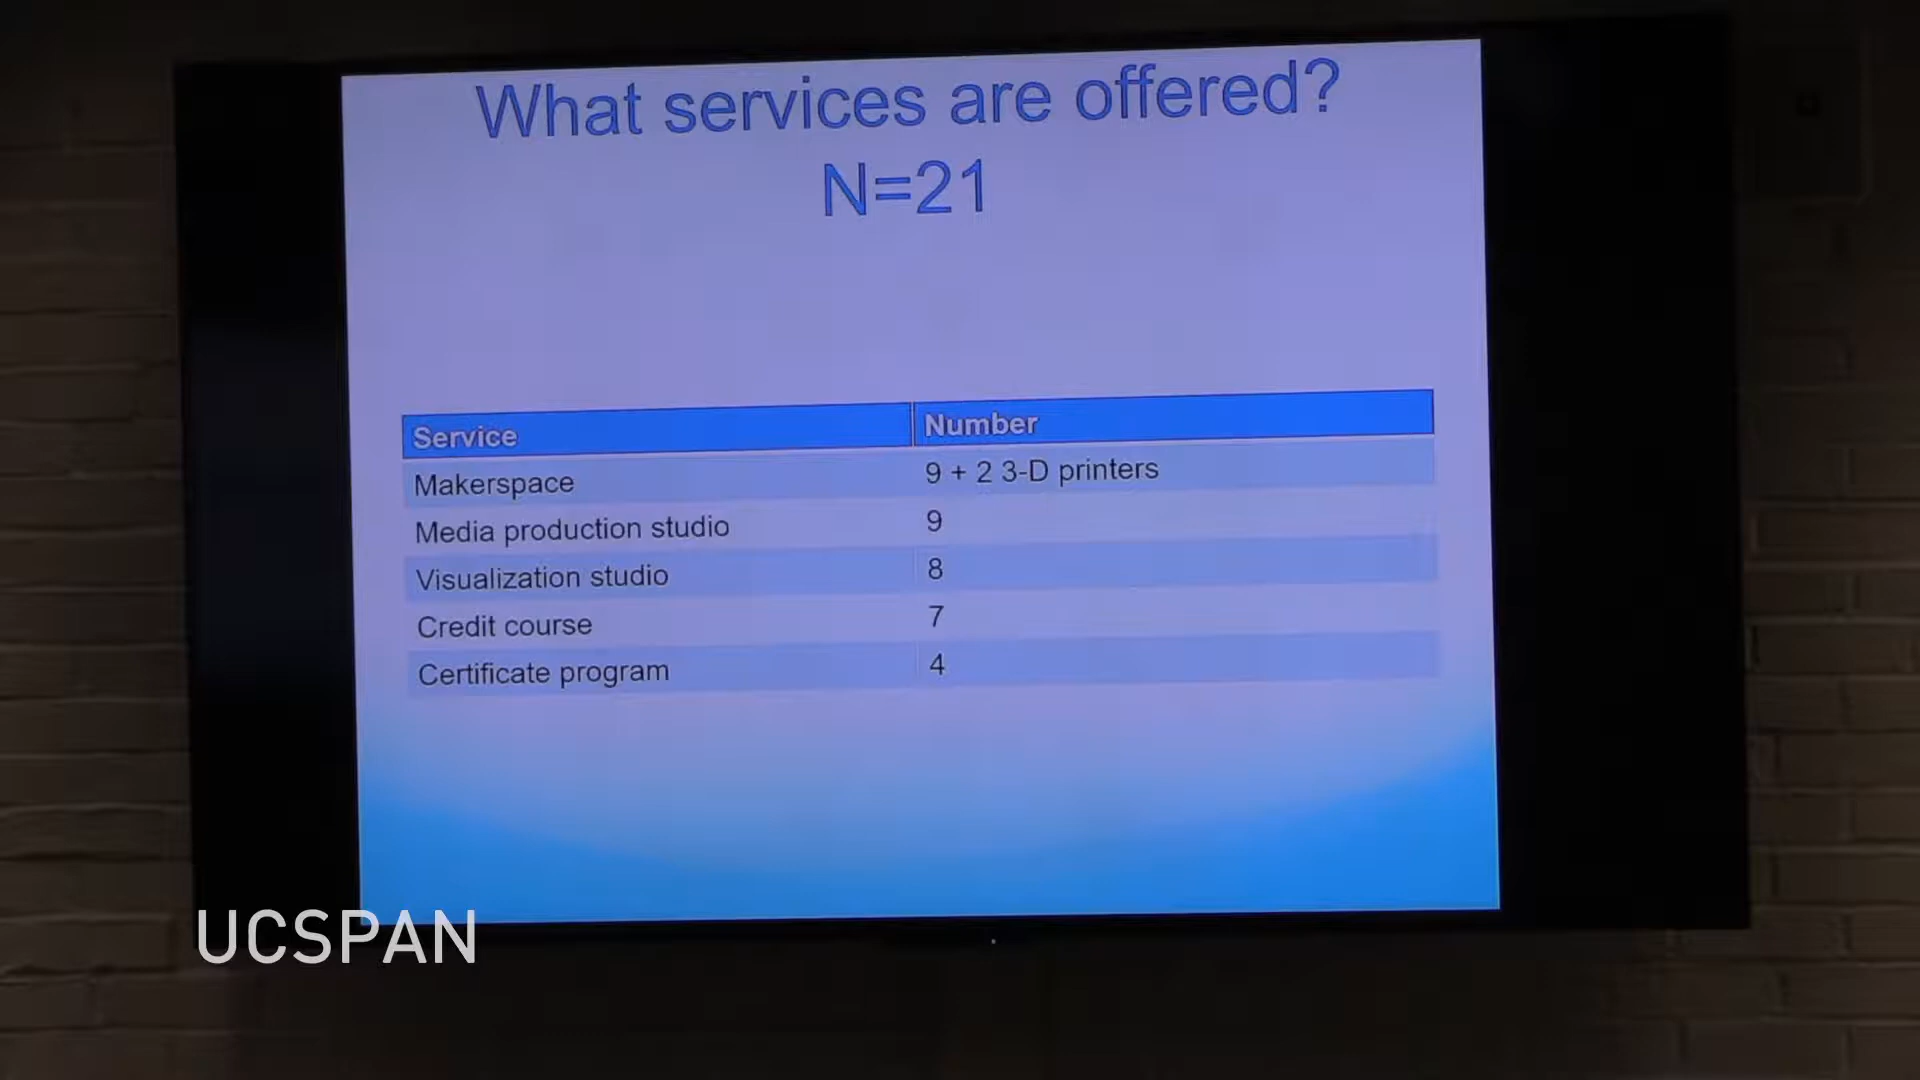 What services are offered?
N=21
Service Number
Makerspace 9 + 2 3-D printers
Media production studio 9
Visualization studio 8
Credit course 7
Certificate program 4
UCSPAN